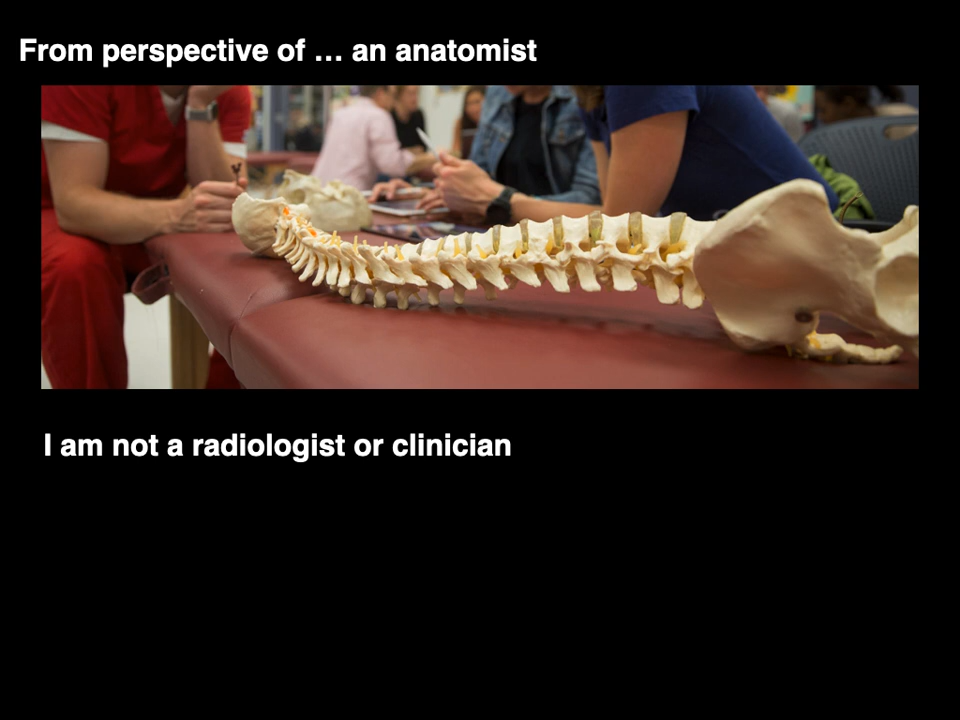 From perspective of … an anatomist
I am not a radiologist or clinician